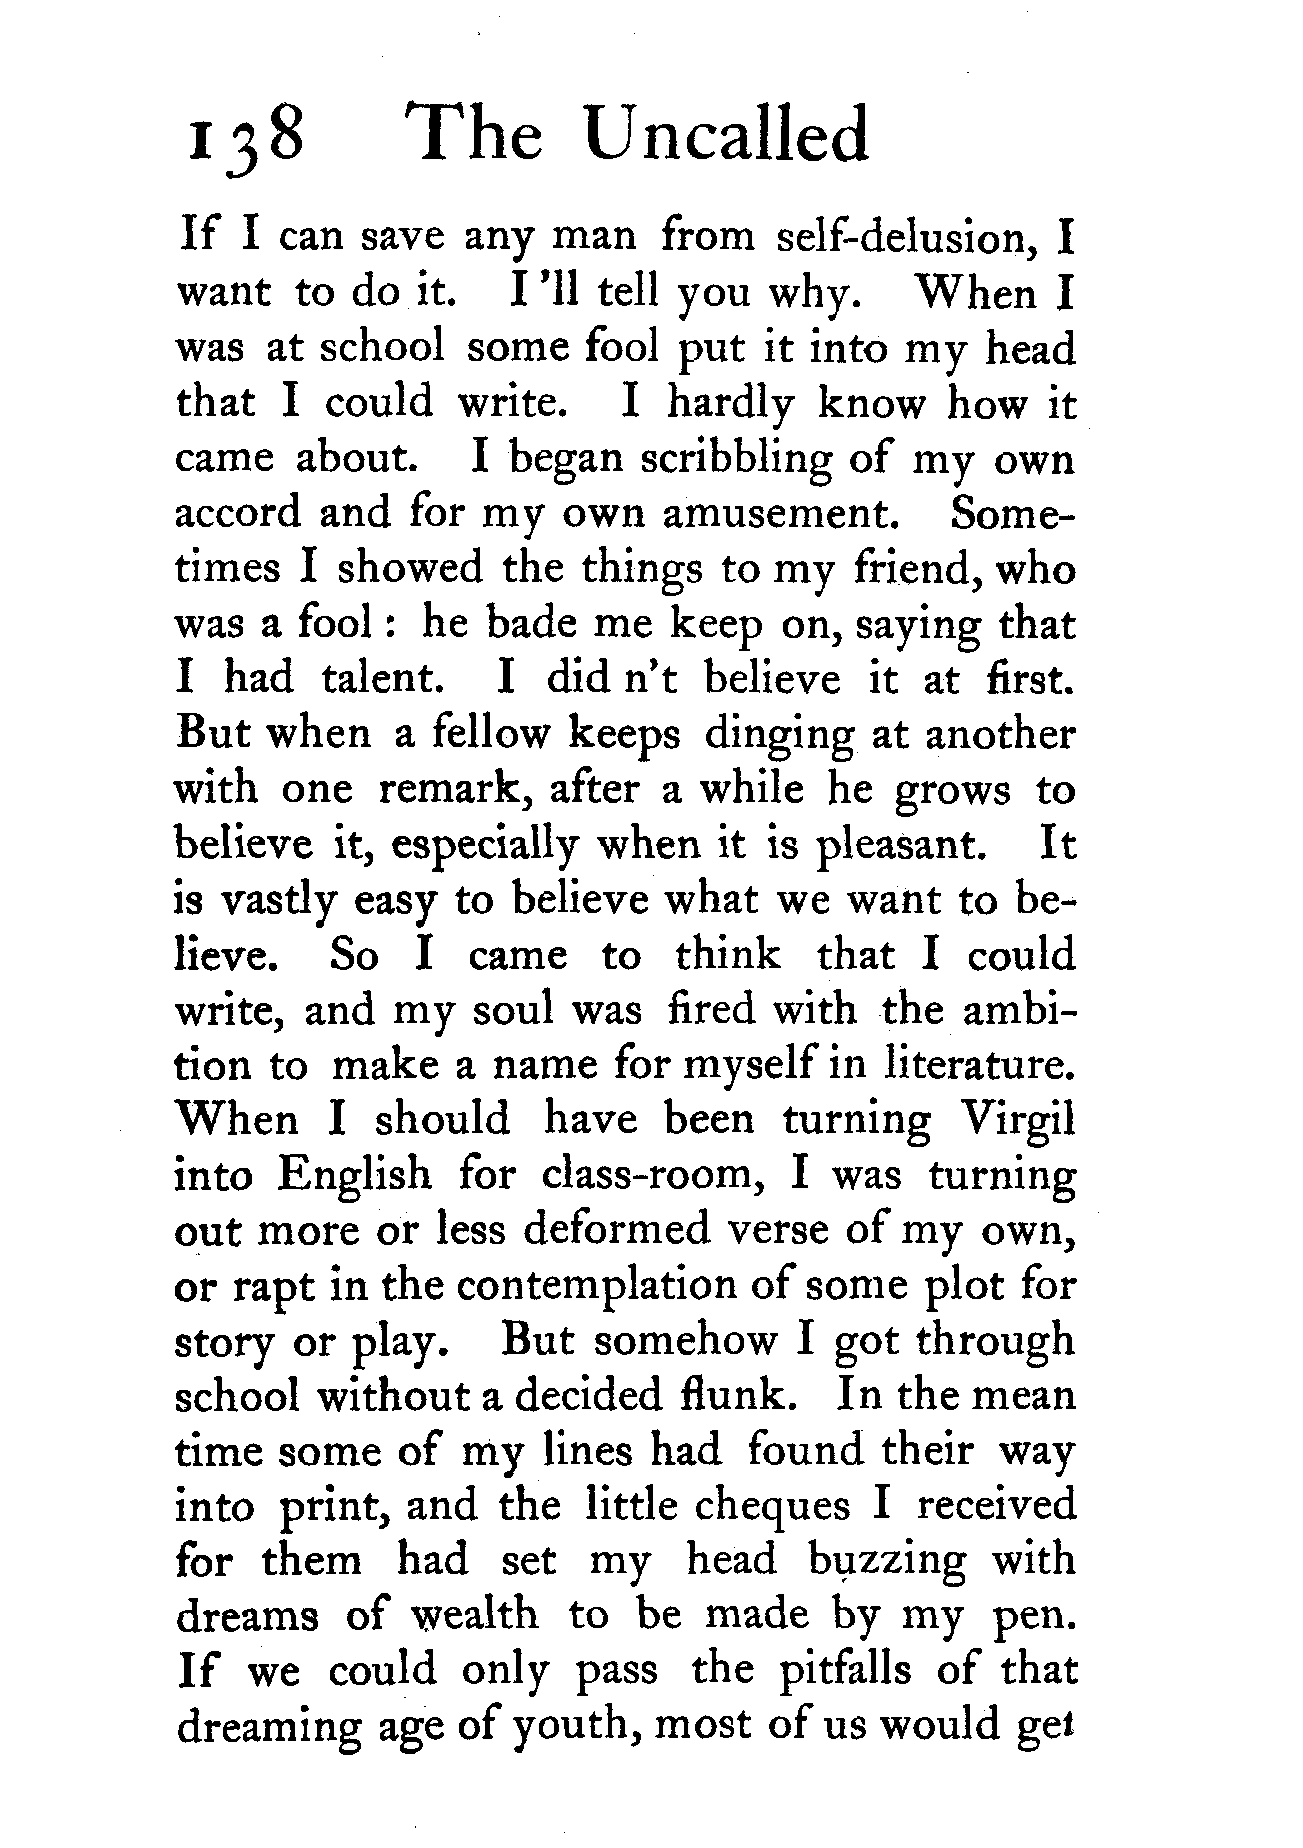 138 The Uncalled
If I can save any man from self-delusion, I
want to do it. I 'll tell you why. When I
was at school some fool put it into my head
that I could write. I hardly know how it
came about. I began scribbling of my own
accord and for my own amusement. Some-
times I showed the things to my friend, who
was a fool : he bade me keep on, saying that
I had talent. I did n't believe it at first.
But when a fellow keeps dinging at another
with one remark, after a while he grows to
believe it, especially when it is pleasant. It
is vastly easy to believe what we want to be-
lieve. So I came to think that I could
write, and my soul was fired with the ambi-
tion to make a name for myself in literature.
When I should have been turning Virgil
into English for class-room, I was turning
out more or less deformed verse of my own,
or rapt in the contemplation of some plot for
story or play. But somehow I got through
school without a decided flunk. In the mean
time some of my lines had found their way
into print, and the little cheques I received
for them had set my head buzzing with
dreams of wealth to be made by my pen.
If we could only pass the pitfalls of that
dreaming age of youth, most of us would get